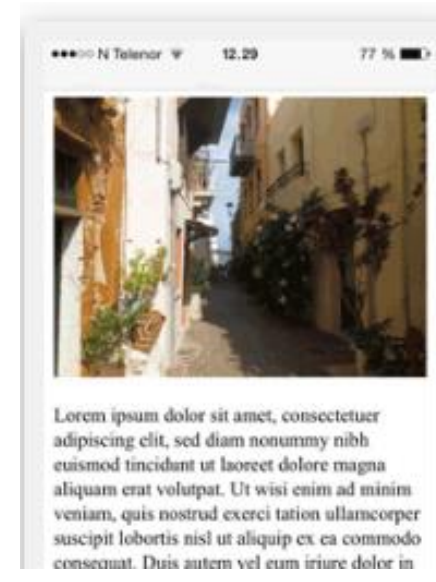 N Telenor 12.29 77 %
Lorem ipsum dolor sit amet, consectetuer
adipiscing elit, sed diam nonummy nibh
euismod tincidunt ut laoreet dolore magna
aliquam erat volutpat. Ut wisi enim ad minim
veniam, quis nostrud exerci tation ullamcorper
suscipit lobortis nisl ut aliquip ex ea commodo
consequat. Duis autem vel eum iriure dolor in